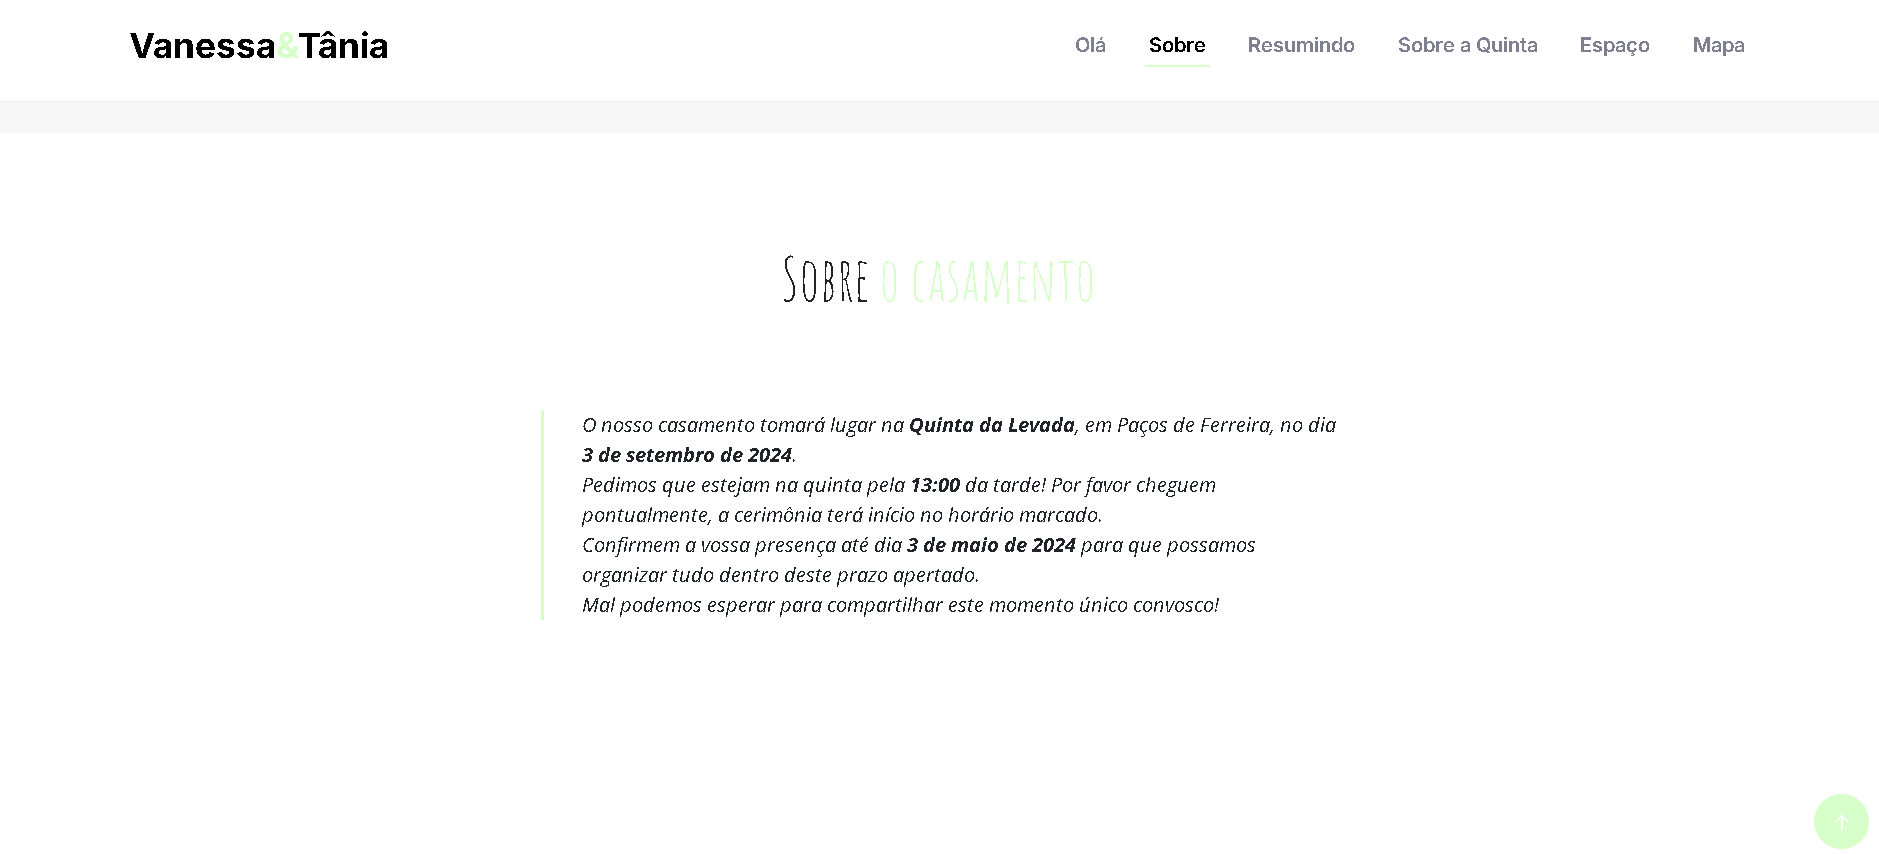 Vanessa&Tânia
Olá Sobre Resumindo Sobre a Quinta Espaço Mapa
Sobre o casamento
O nosso casamento tomará lugar na Quinta da Levada, em Paços de Ferreira, no dia
3 de setembro de 2024.
Pedimos que estejam na quinta pela 13:00 da tarde! Por favor cheguem
pontualmente, a cerimônia terá início no horário marcado.
Confirmem a vossa presença até dia 3 de maio de 2024 para que possamos
organizar tudo dentro deste prazo apertado.
Mal podemos esperar para compartilhar este momento único convosco!